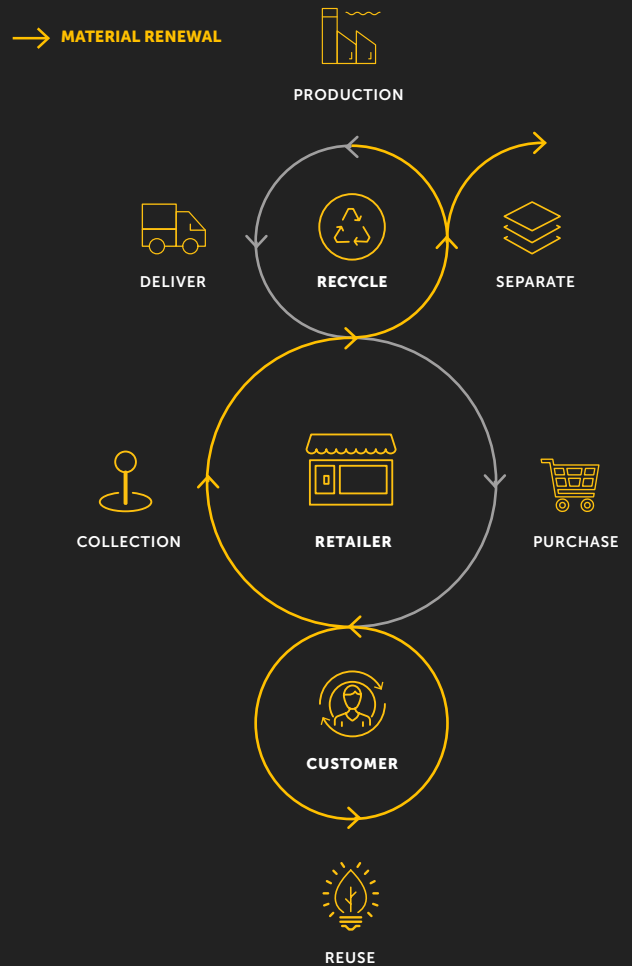 MATERIAL RENEWAL
PRODUCTION
DELIVER
RECYCLE
SEPARATE
COLLECTION
RETAILER
PURCHASE
CUSTOMER
REUSE